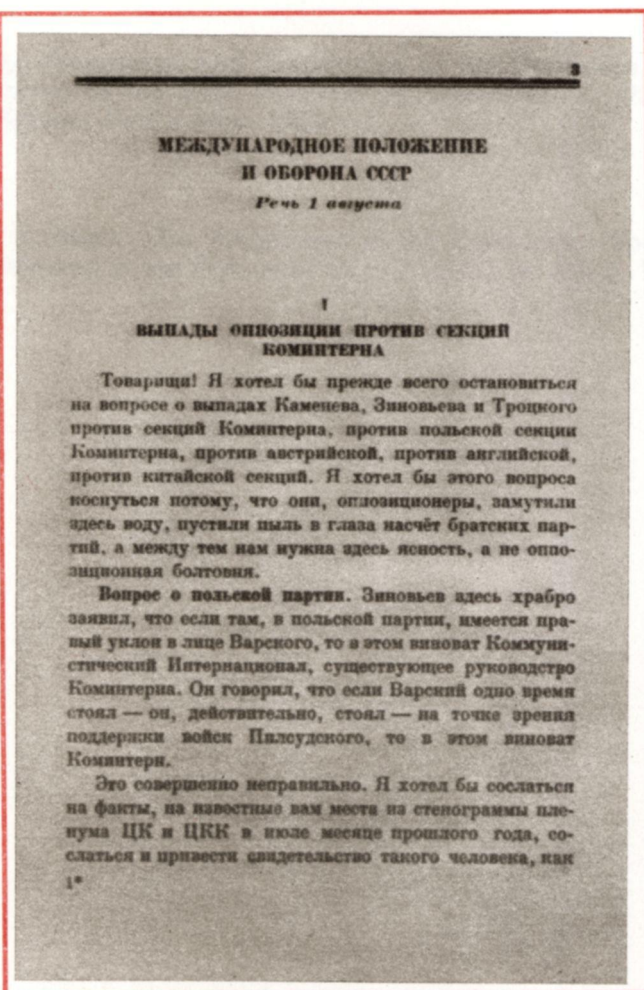 3
МЕЖДУНАРОДНОЕ ПОЛОЖЕНИЕ
И ОБОРОНА СССР
Речь 1 августа
I
ВЫПАДЫ ОППОЗИЦИИ ПРОТИВ СЕКЦИЙ
КОМИНТЕРНА
Товарищи! Я хотел бы прежде всего остановиться
на вопросе о выпадах Каменева, Зиновьева и Троцкого
против секций Коминтерна, против польской секции
Коминтерна, против австрийской, против английской,
против китайской секций. Я хотел бы этого вопроса
коснуться потому, что они, оппозиционеры, замутили
здесь воду, пустили пыль в глаза насчёт братских пар-
тий, а между тем нам нужна здесь ясность, а не оппо-
зиционная болтовня.
Вопрос о польской партии. Зиновьев здесь храбро
заявил, что если там, в польской партии, имеется пра-
вый уклон в лице Варского, то в этом виноват Коммуни-
стический Интернационал, существующее руководство
Коминтерна. Он говорил, что если Варский одно время
стоял — он, действительно, стоял — на точке зрения
поддержки войск Пилсудского, то в этом виноват
Коминтерн.
Это совершенно неправильно. Я хотел бы сослаться
на факты, на известные вам места из стенограммы пле-
нума ЦК и ЦКК в июле месяце прошлого года, со-
слаться и привести свидетельство такого человека, как
1*